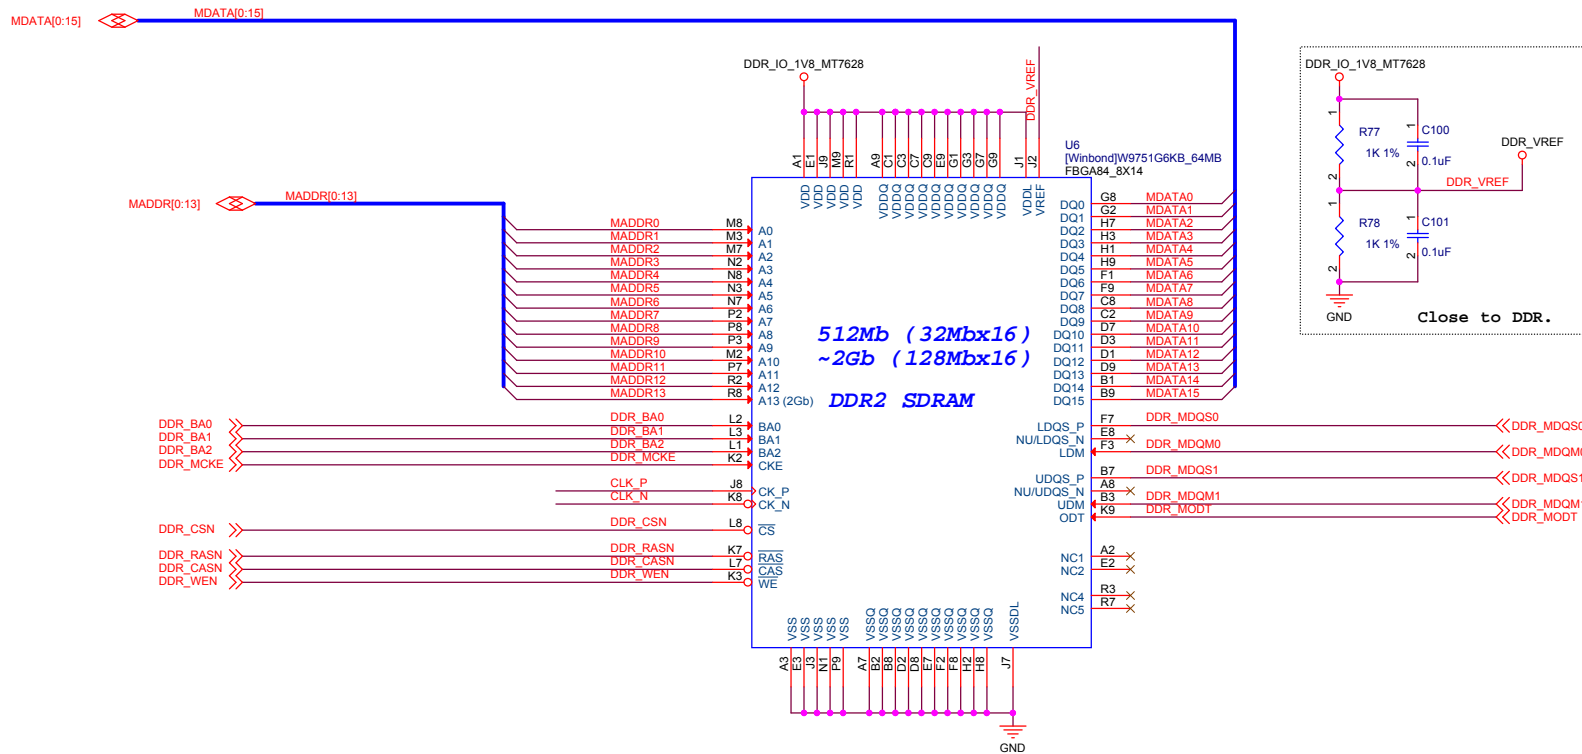 MDATA[0:15]
MDATA[0:15]
DDR_IO_1V8_MT7628
DDR_VREF
DDR_IO_1V8_MT7628
A1
E1
J9
M9
R1
A9
C1
C3
C7
C9
E9
G1
G3
G7
G9
J1
J2
U6
[Winbond]W9751G6KB_64MB
FBGA84_8X14
VDD
VDD
VDD
VDD
VDD
VDDQ
VDDQ
VDDQ
VDDQ
VDDQ
VDDQ
VDDQ
VDDQ
VDDQ
VDDQ
VDDL
VREF
1
R77
1K 1%
2
1
C100
0.1uF
2
DDR_VREF
DDR_VREF
1
R78
1K 1%
2
1
C101
0.1uF
2
GND
Close to DDR.
MADDR[0:13]
MADDR[0:13]
MADDR0 M8 A0
MADDR1 M3 A1
MADDR2 M7 A2
MADDR3 N2 A3
MADDR4 N8 A4
MADDR5 N3 A5
MADDR6 N7 A6
MADDR7 P2 A7
MADDR8 P8 A8
MADDR9 P3 A9
MADDR10 M2 A10
MADDR11 P7 A11
MADDR12 R2 A12
MADDR13 R8 A13 (2Gb)
512Mb (32Mbx16)
~2Gb (128Mbx16)
DDR2 SDRAM
DQ0 G8 MDATA0
DQ1 G2 MDATA1
DQ2 H7 MDATA2
DQ3 H3 MDATA3
DQ4 H1 MDATA4
DQ5 H9 MDATA5
DQ6 F1 MDATA6
DQ7 F9 MDATA7
DQ8 C8 MDATA8
DQ9 C2 MDATA9
DQ10 D7 MDATA10
DQ11 D3 MDATA11
DQ12 D1 MDATA12
DQ13 D9 MDATA13
DQ14 B1 MDATA14
DQ15 B9 MDATA15
DDR_BA0 DDR_BA0 L2 BA0
DDR_BA1 DDR_BA1 L3 BA1
DDR_BA2 DDR_BA2 L1 BA2
DDR_MCKE DDR_MCKE K2 CKE
CLK_P J8 CK_P
CLK_N K8 CK_N
DDR_CSN DDR_CSN L8 CS
DDR_RASN DDR_RASN K7 RAS
DDR_CASN DDR_CASN L7 CAS
DDR_WEN DDR_WEN K3 WE
LDQS_P F7 DDR_MDQS0 DDR_MDQS0
NU/LDQS_N E8
LDM F3 DDR_MDQM0 DDR_MDQM0
UDQS_P B7 DDR_MDQS1 DDR_MDQS1
NU/UDQS_N A8
UDM B3 DDR_MDQM1 DDR_MDQM1
ODT K9 DDR_MODT DDR_MODT
NC1 A2
NC2 E2
NC4 R3
NC5 R7
VSS
VSS
VSS
VSS
VSS
VSSQ
VSSQ
VSSQ
VSSQ
VSSQ
VSSQ
VSSQ
VSSQ
VSSQ
VSSQ
VSSDL
A3
E3
J3
N1
P9
A7
B2
B8
D2
D8
E7
F2
F8
H2
H8
J7
GND